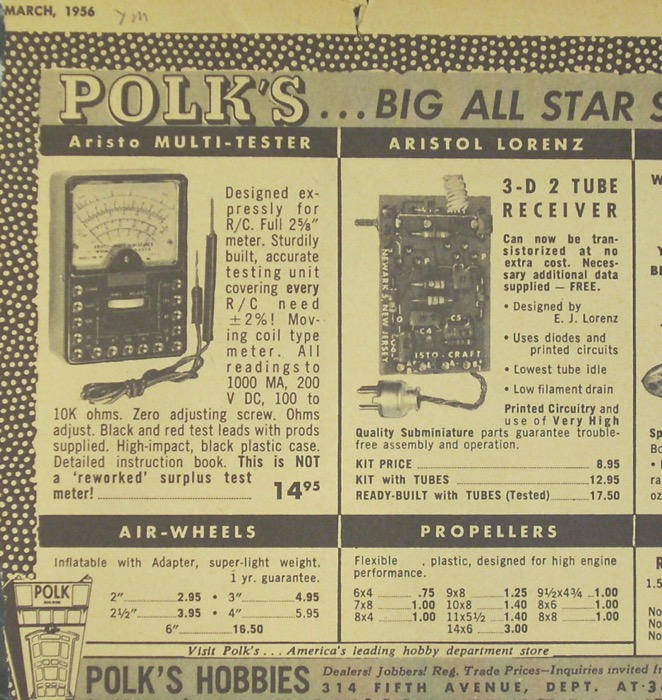 MARCH, 1956
POLK'S...BIG ALL STAR S
Aristo MULTI-TESTER
Designed ex-
pressly for
R/C. Full 2⅝"
meter. Sturdily
built, accurate
testing unit
covering every
R/C need
±2%! Mov-
ing coil type
meter. All
readings to
1000 MA, 200
V DC, 100 to
10K ohms. Zero adjusting screw. Ohms
adjust. Black and red test leads with prods
supplied. High-impact, black plastic case.
Detailed instruction book. This is NOT
a 'reworked' surplus test
meter! 14⁹⁵
ARISTOL LORENZ
NEWARK 5, NEW JERSEY
C4
C5
ISTO-CRAFT
3-D 2 TUBE
RECEIVER
Can now be tran-
sistorized at no
extra cost. Neces-
sary additional data
supplied — FREE.
• Designed by
E. J. Lorenz
• Uses diodes and
printed circuits
• Lowest tube idle
• Low filament drain
Printed Circuitry and
use of Very High
Quality Subminiature parts guarantee trouble-
free assembly and operation.
KIT PRICE 8.95
KIT with TUBES 12.95
READY-BUILT with TUBES (Tested) 17.50
AIR-WHEELS
Inflatable with Adapter, super-light weight.
1 yr. guarantee.
2" 2.95 • 3" 4.95
2½" 3.95 • 4" 5.95
6" 16.50
PROPELLERS
Flexible , plastic, designed for high engine
performance.
6x4 .75 9x8 1.25 9½x4¾ 1.00
7x8 1.00 10x8 1.40 8x6 1.00
8x4 1.00 11x5½ 1.40 8x8 1.00
14x6 3.00
POLK
Visit Polk's... America's leading hobby department store
POLK'S HOBBIES
Dealers! Jobbers! Reg. Trade Prices—Inquiries invited fr
314 FIFTH AVENUE, DEPT. AT-3